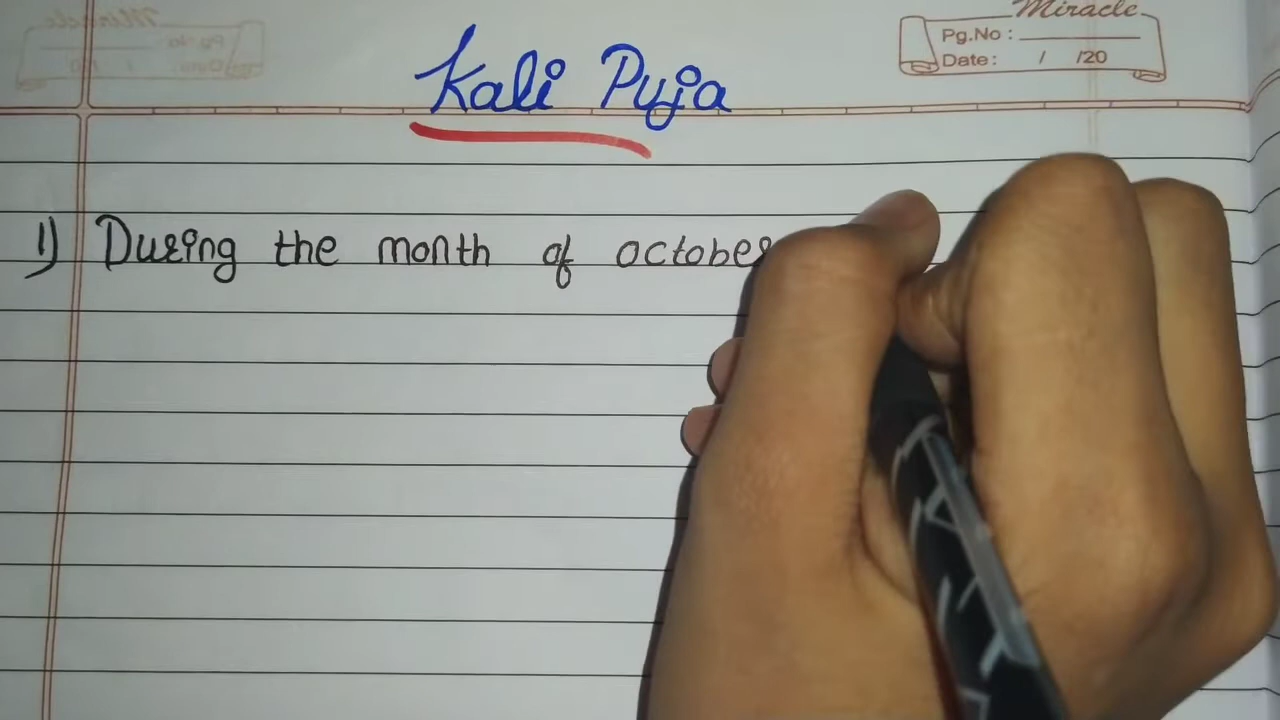 Miracle
Pg.No :
Date: / /20
Kali Puja
1) During the month of october